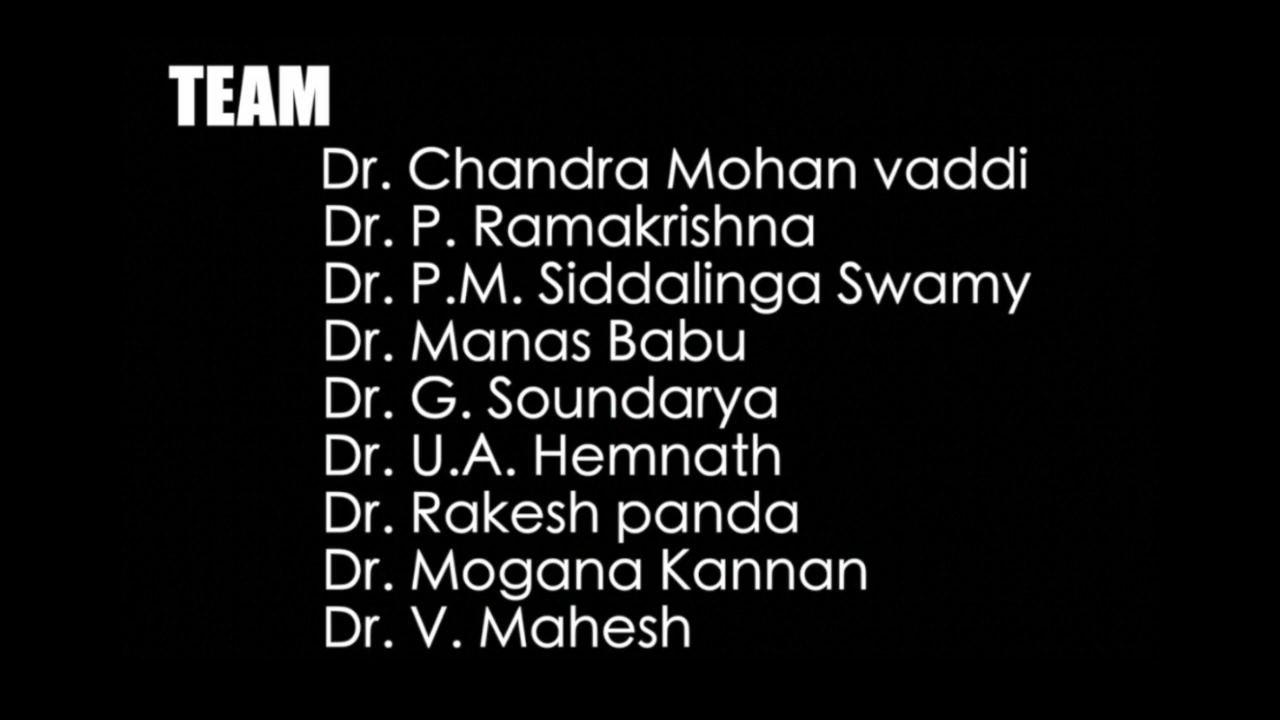 TEAM
Dr. Chandra Mohan vaddi
Dr. P. Ramakrishna
Dr. P.M. Siddalinga Swamy
Dr. Manas Babu
Dr. G. Soundarya
Dr. U.A. Hemnath
Dr. Rakesh panda
Dr. Mogana Kannan
Dr. V. Mahesh